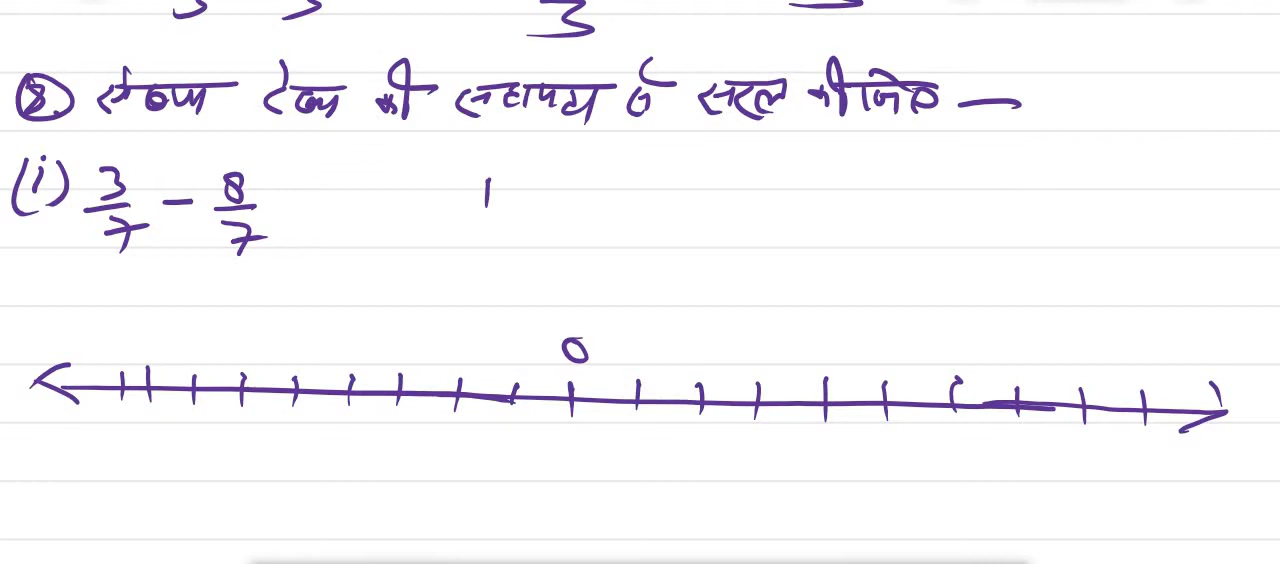 (8.) संख्या रेखा की सहायता से सरल कीजिए —
(i) 3/7 - 8/7
0